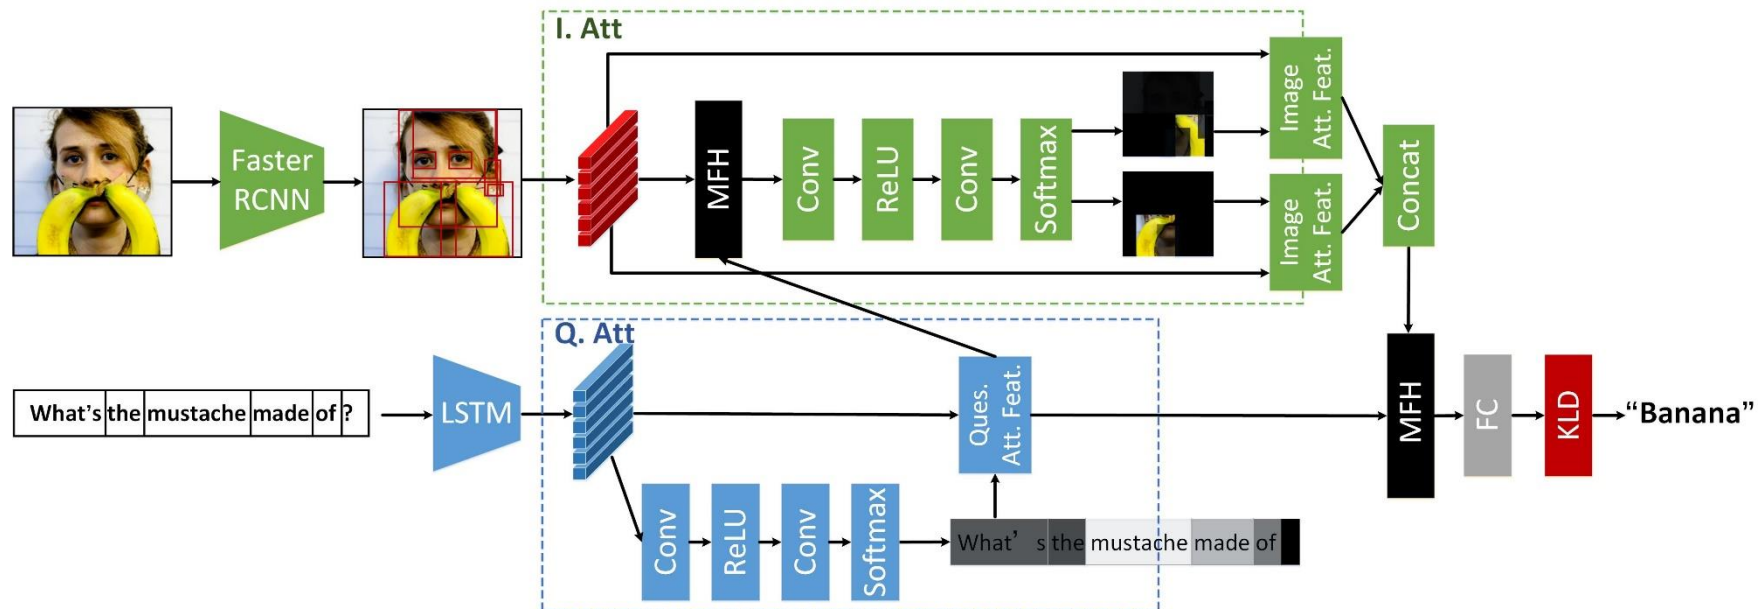 I. Att
Faster
RCNN
MFH
Conv
ReLU
Conv
Softmax
Image
Att. Feat.
Image
Att. Feat.
Concat
Q. Att
What's the mustache made of ?
LSTM
Ques.
Att. Feat.
MFH
FC
KLD
“Banana”
Conv
ReLU
Conv
Softmax
What' s the mustache made of